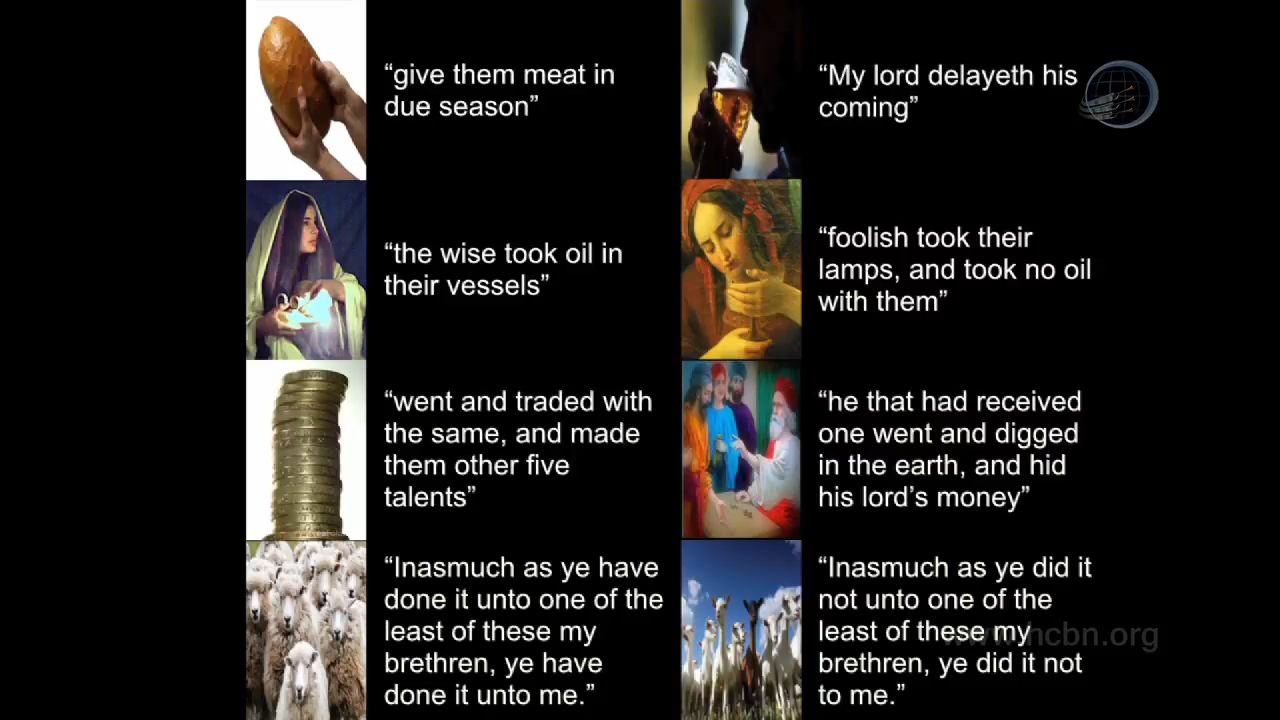 “give them meat in
due season”
“My lord delayeth his
coming”
“the wise took oil in
their vessels”
“foolish took their
lamps, and took no oil
with them”
“went and traded with
the same, and made
them other five
talents”
“he that had received
one went and digged
in the earth, and hid
his lord’s money”
“Inasmuch as ye have
done it unto one of the
least of these my
brethren, ye have
done it unto me.”
“Inasmuch as ye did it
not unto one of the
least of these my
brethren, ye did it not
to me.”
www.hcbn.org